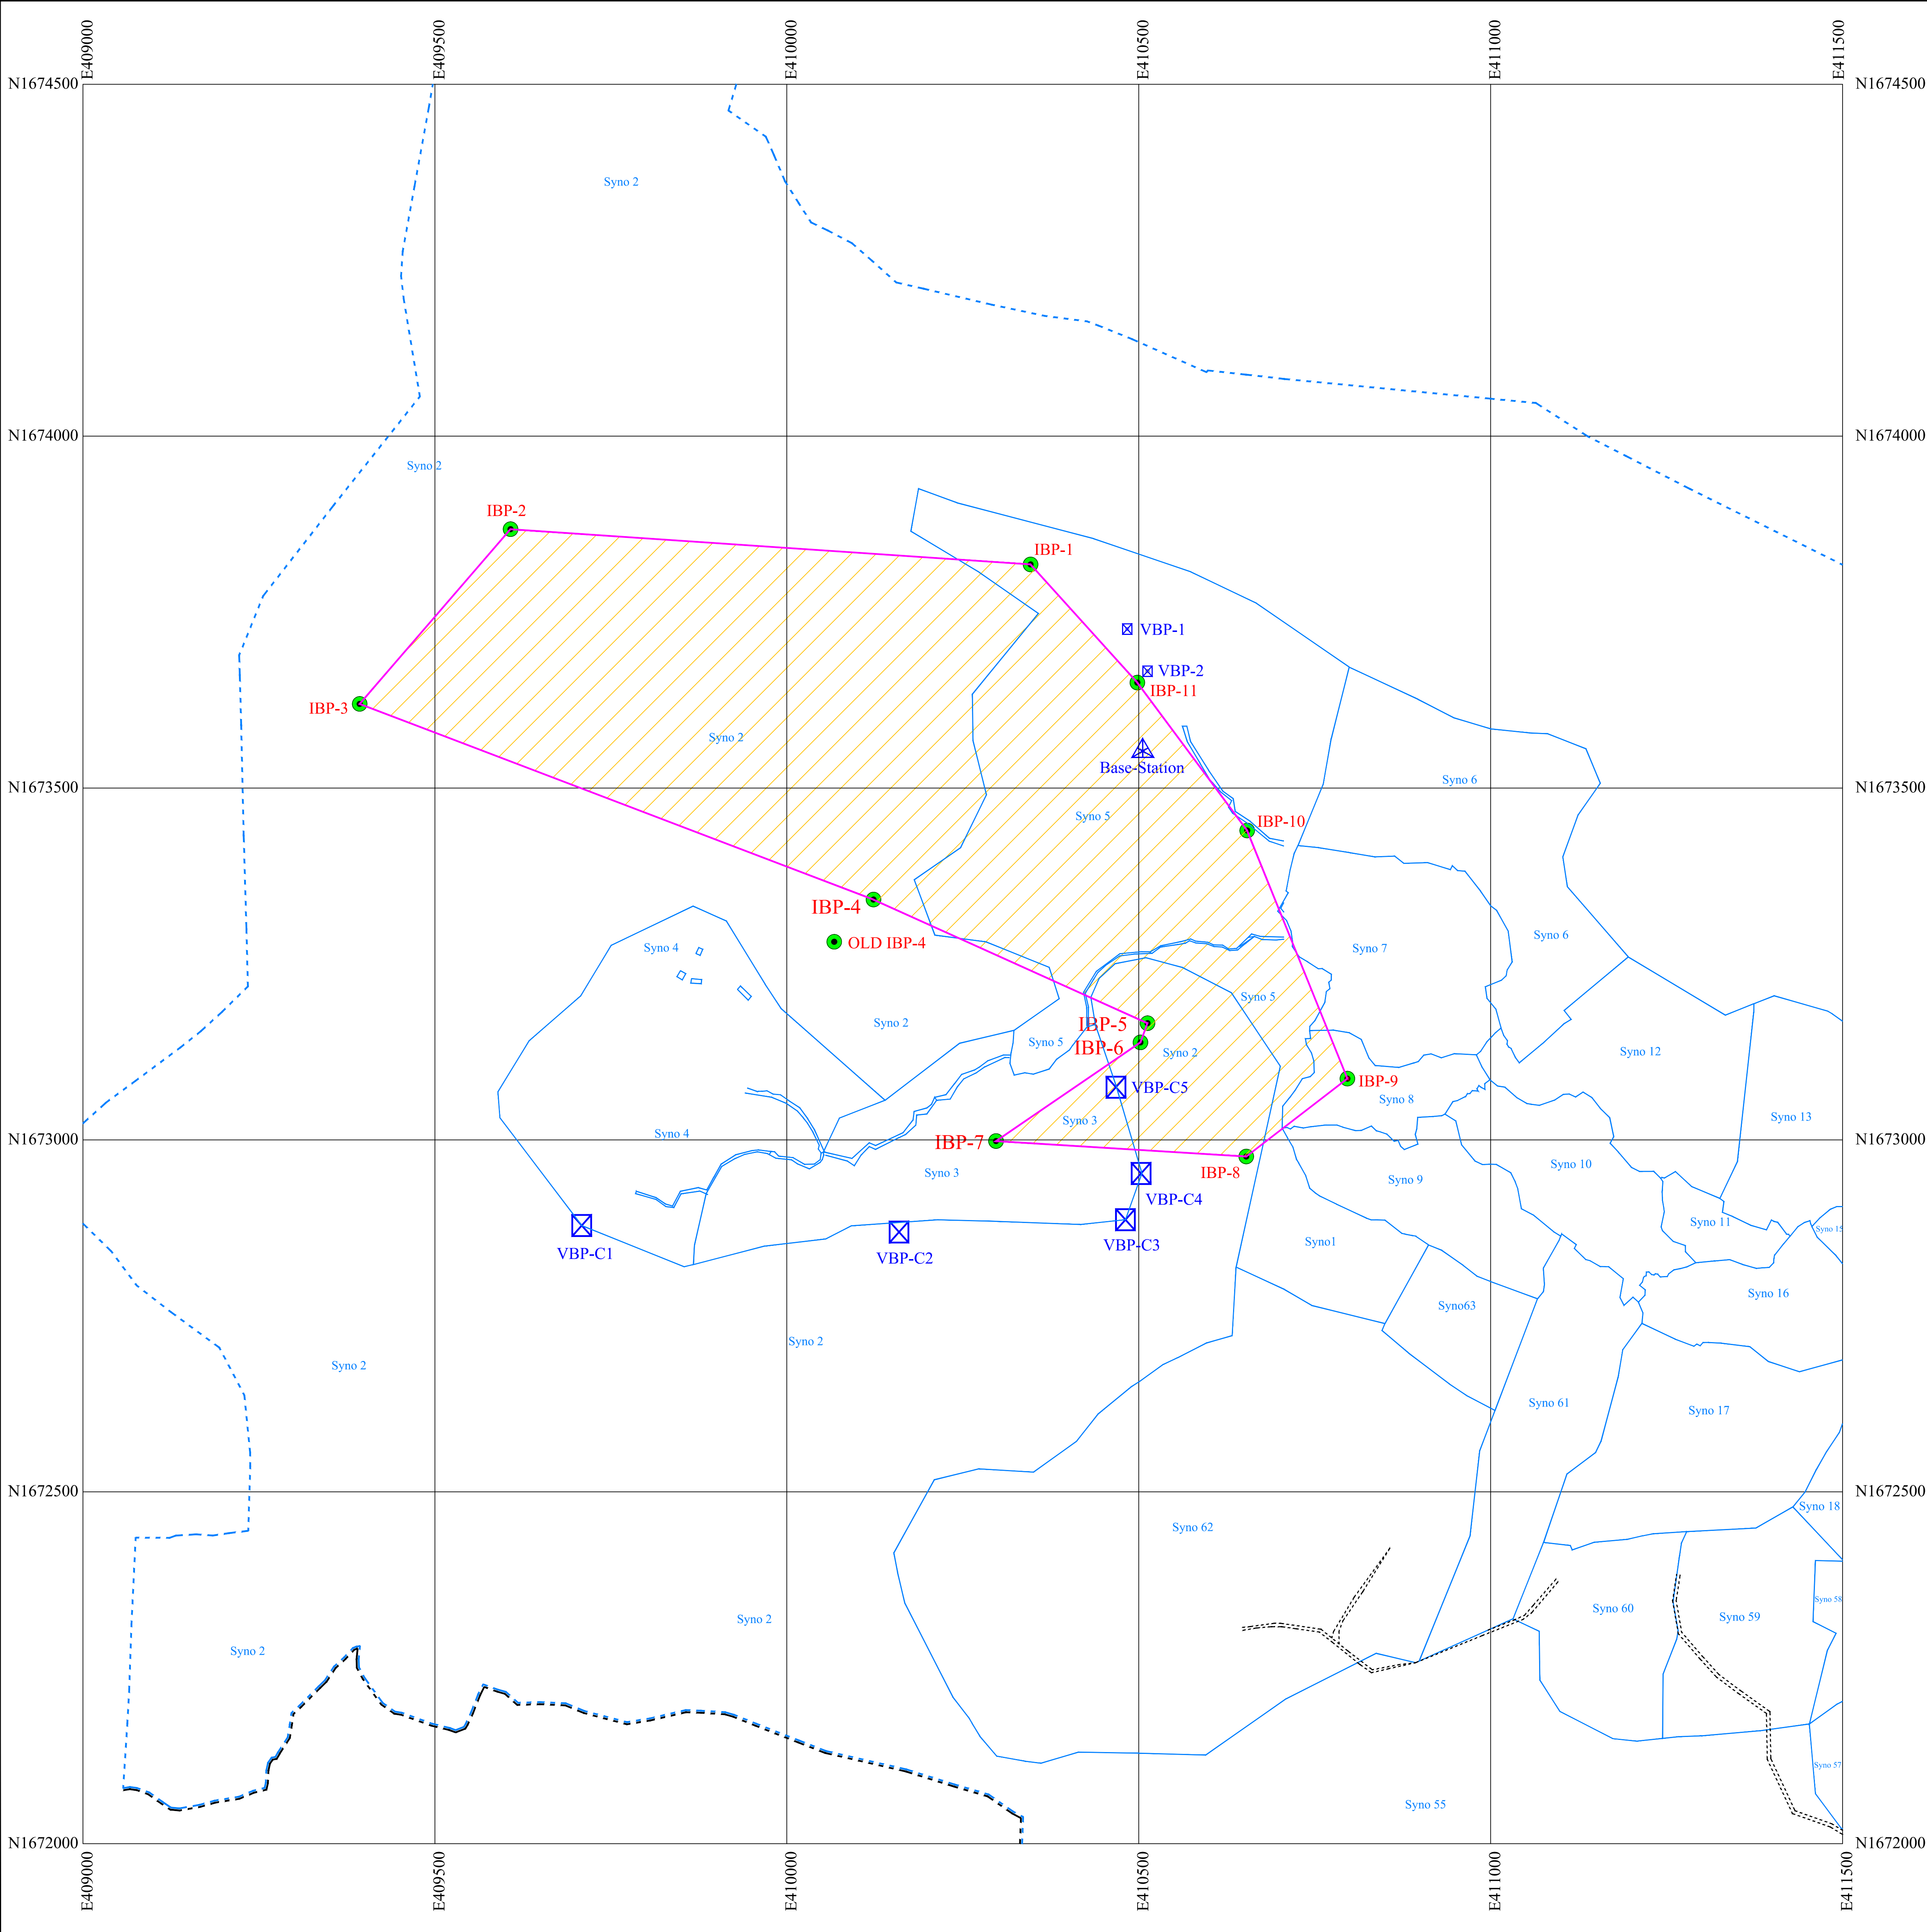 E409000
E409500
E410000
E410500
E411000
E411500
N1674500
N1674500
Syno 2
N1674000
N1674000
Syno 2
IBP-2
IBP-1
VBP-1
VBP-2
IBP-11
IBP-3
Syno 2
Base-Station
Syno 6
N1673500
N1673500
Syno 5
IBP-10
IBP-4
Syno 6
OLD IBP-4
Syno 4
Syno 7
Syno 5
Syno 2
IBP-5
Syno 5
IBP-6
Syno 2
Syno 12
IBP-9
VBP-C5
Syno 8
Syno 13
Syno 3
Syno 4
N1673000
IBP-7
N1673000
Syno 10
Syno 3
IBP-8
Syno 9
VBP-C4
Syno 11
Syno 15
Syno1
VBP-C3
VBP-C1
VBP-C2
Syno 16
Syno63
Syno 2
Syno 2
Syno 61
Syno 17
N1672500
N1672500
Syno 18
Syno 62
Syno 58
Syno 60
Syno 59
Syno 2
Syno 2
Syno 57
Syno 55
N1672000
N1672000
E409000
E409500
E410000
E410500
E411000
E411500